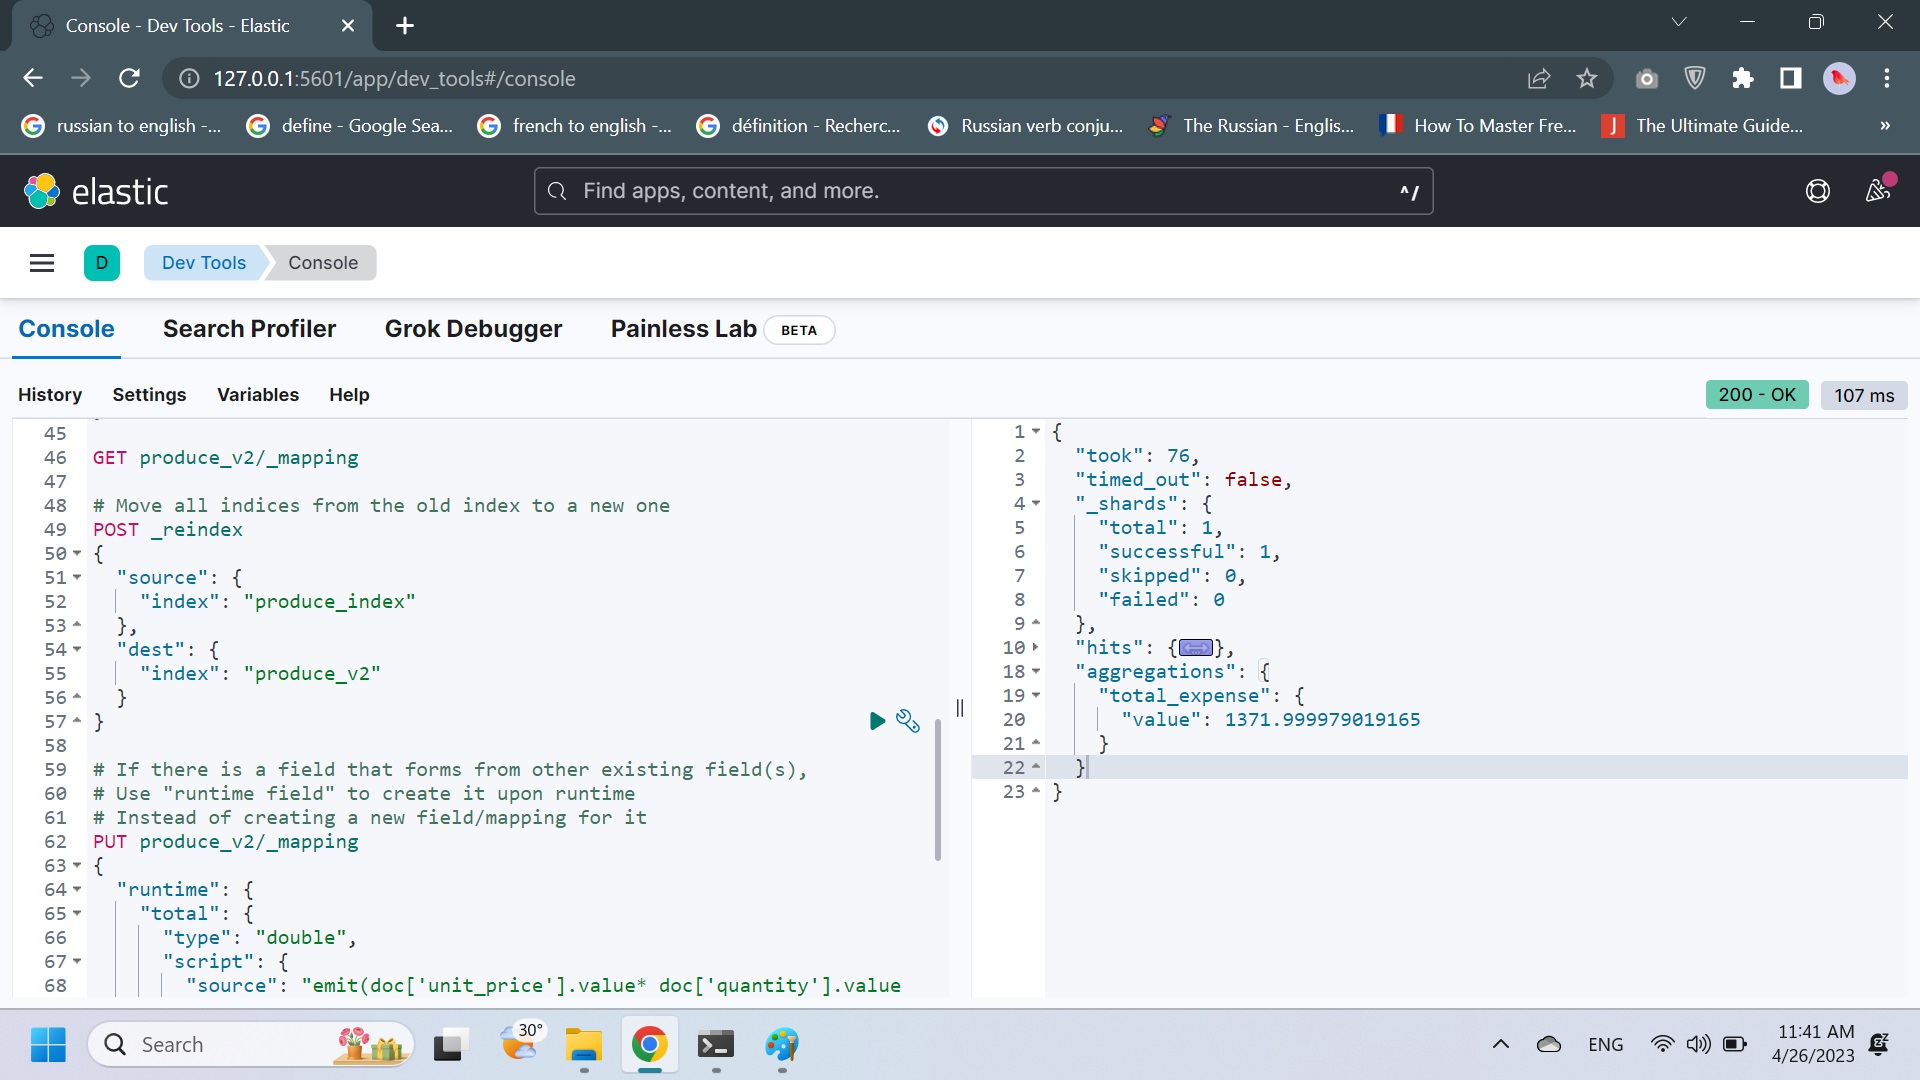 Console - Dev Tools - Elastic
127.0.0.1:5601/app/dev_tools#/console
russian to english -...
define - Google Sea...
french to english -...
définition - Recherc...
Russian verb conju...
The Russian - Englis...
How To Master Fre...
J The Ultimate Guide...
»
elastic
Find apps, content, and more.
^/
D
Dev Tools
Console
Console
Search Profiler
Grok Debugger
Painless Lab
BETA
History
Settings
Variables
Help
200 - OK
107 ms
45
46 GET produce_v2/_mapping
47
48 # Move all indices from the old index to a new one
49 POST _reindex
50 {
51 "source": {
52 "index": "produce_index"
53 },
54 "dest": {
55 "index": "produce_v2"
56 }
57 }
58
59 # If there is a field that forms from other existing field(s),
60 # Use "runtime field" to create it upon runtime
61 # Instead of creating a new field/mapping for it
62 PUT produce_v2/_mapping
63 {
64 "runtime": {
65 "total": {
66 "type": "double",
67 "script": {
68 "source": "emit(doc['unit_price'].value* doc['quantity'].value
1 {
2 "took": 76,
3 "timed_out": false,
4 "_shards": {
5 "total": 1,
6 "successful": 1,
7 "skipped": 0,
8 "failed": 0
9 },
10 "hits": {},
18 "aggregations": {
19 "total_expense": {
20 "value": 1371.999979019165
21 }
22 }
23 }
Search
30°
ENG
11:41 AM
4/26/2023